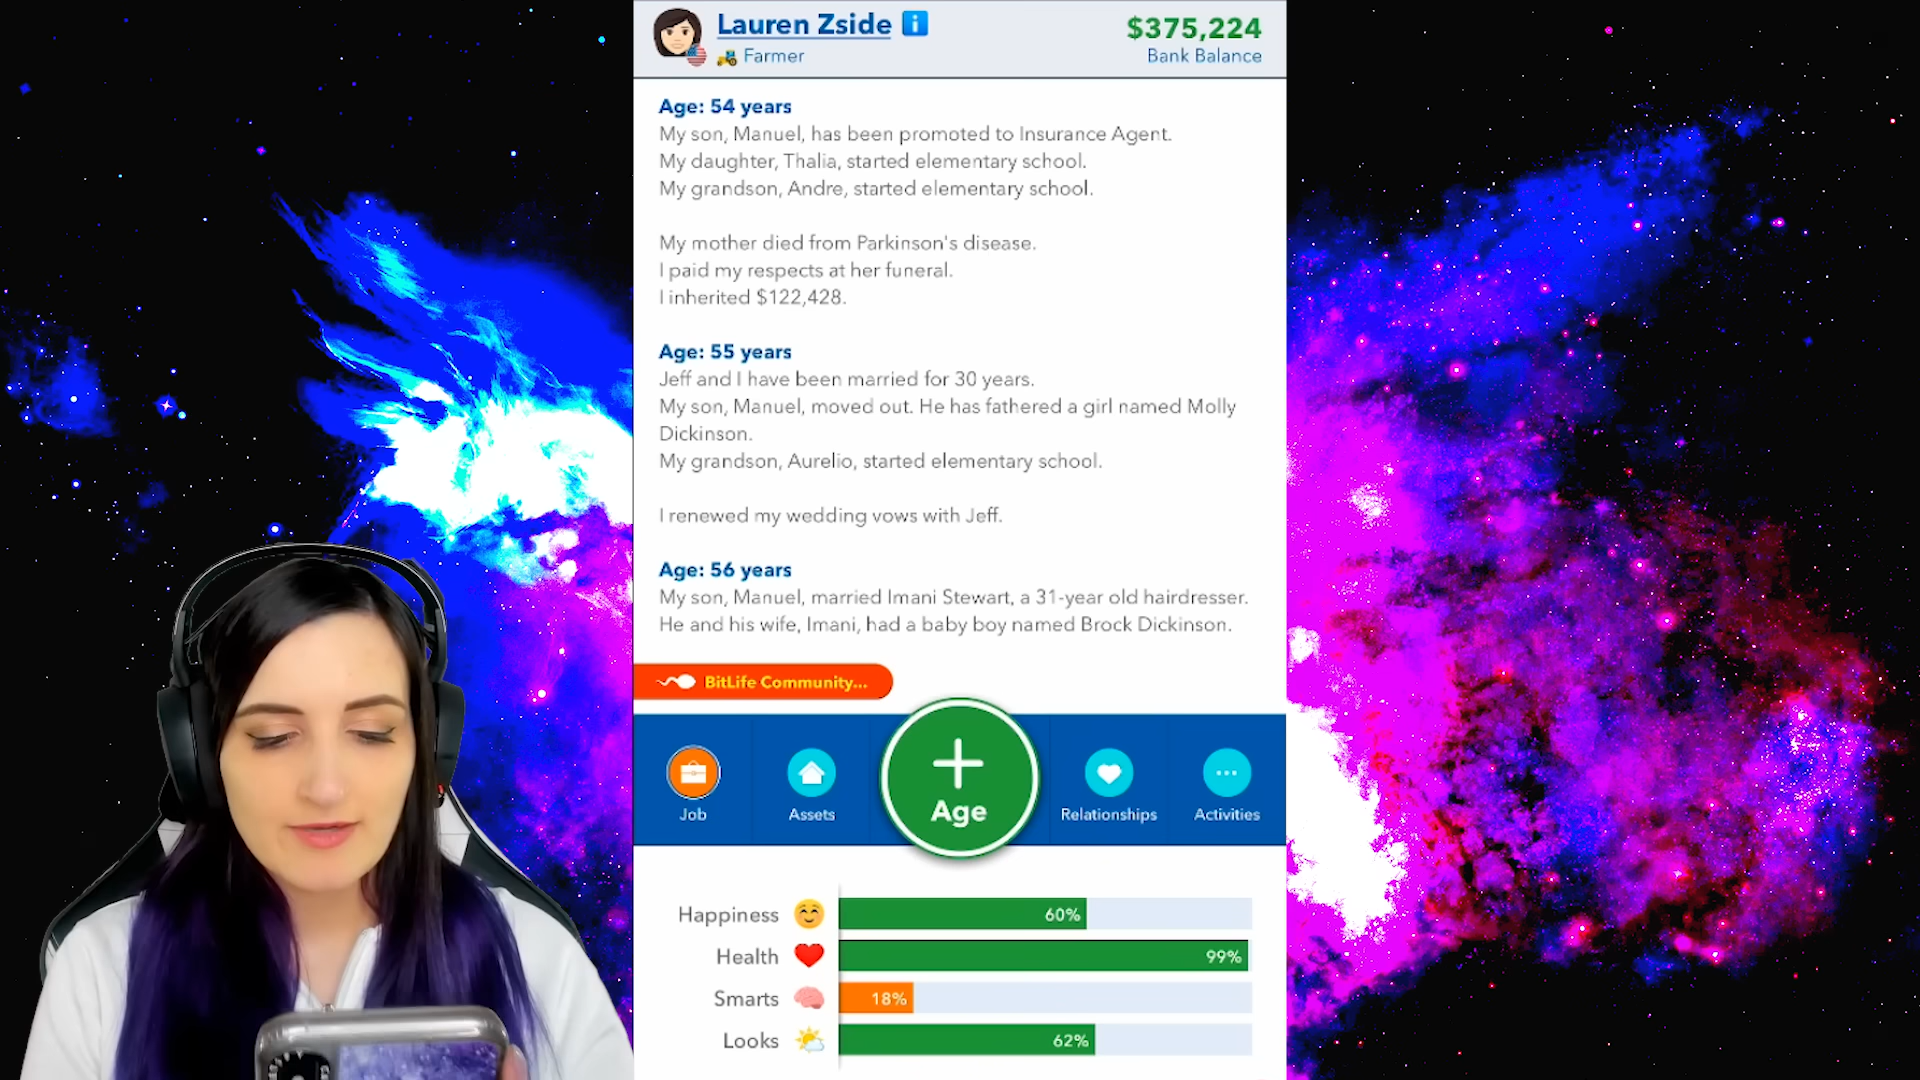 Lauren Zside
Farmer
$375,224
Bank Balance
Age: 54 years
My son, Manuel, has been promoted to Insurance Agent.
My daughter, Thalia, started elementary school.
My grandson, Andre, started elementary school.
My mother died from Parkinson's disease.
I paid my respects at her funeral.
I inherited $122,428.
Age: 55 years
Jeff and I have been married for 30 years.
My son, Manuel, moved out. He has fathered a girl named Molly
Dickinson.
My grandson, Aurelio, started elementary school.
I renewed my wedding vows with Jeff.
Age: 56 years
My son, Manuel, married Imani Stewart, a 31-year old hairdresser.
He and his wife, Imani, had a baby boy named Brock Dickinson.
BitLife Community...
Job
Assets
Age
Relationships
Activities
Happiness 60%
Health 99%
Smarts 18%
Looks 62%